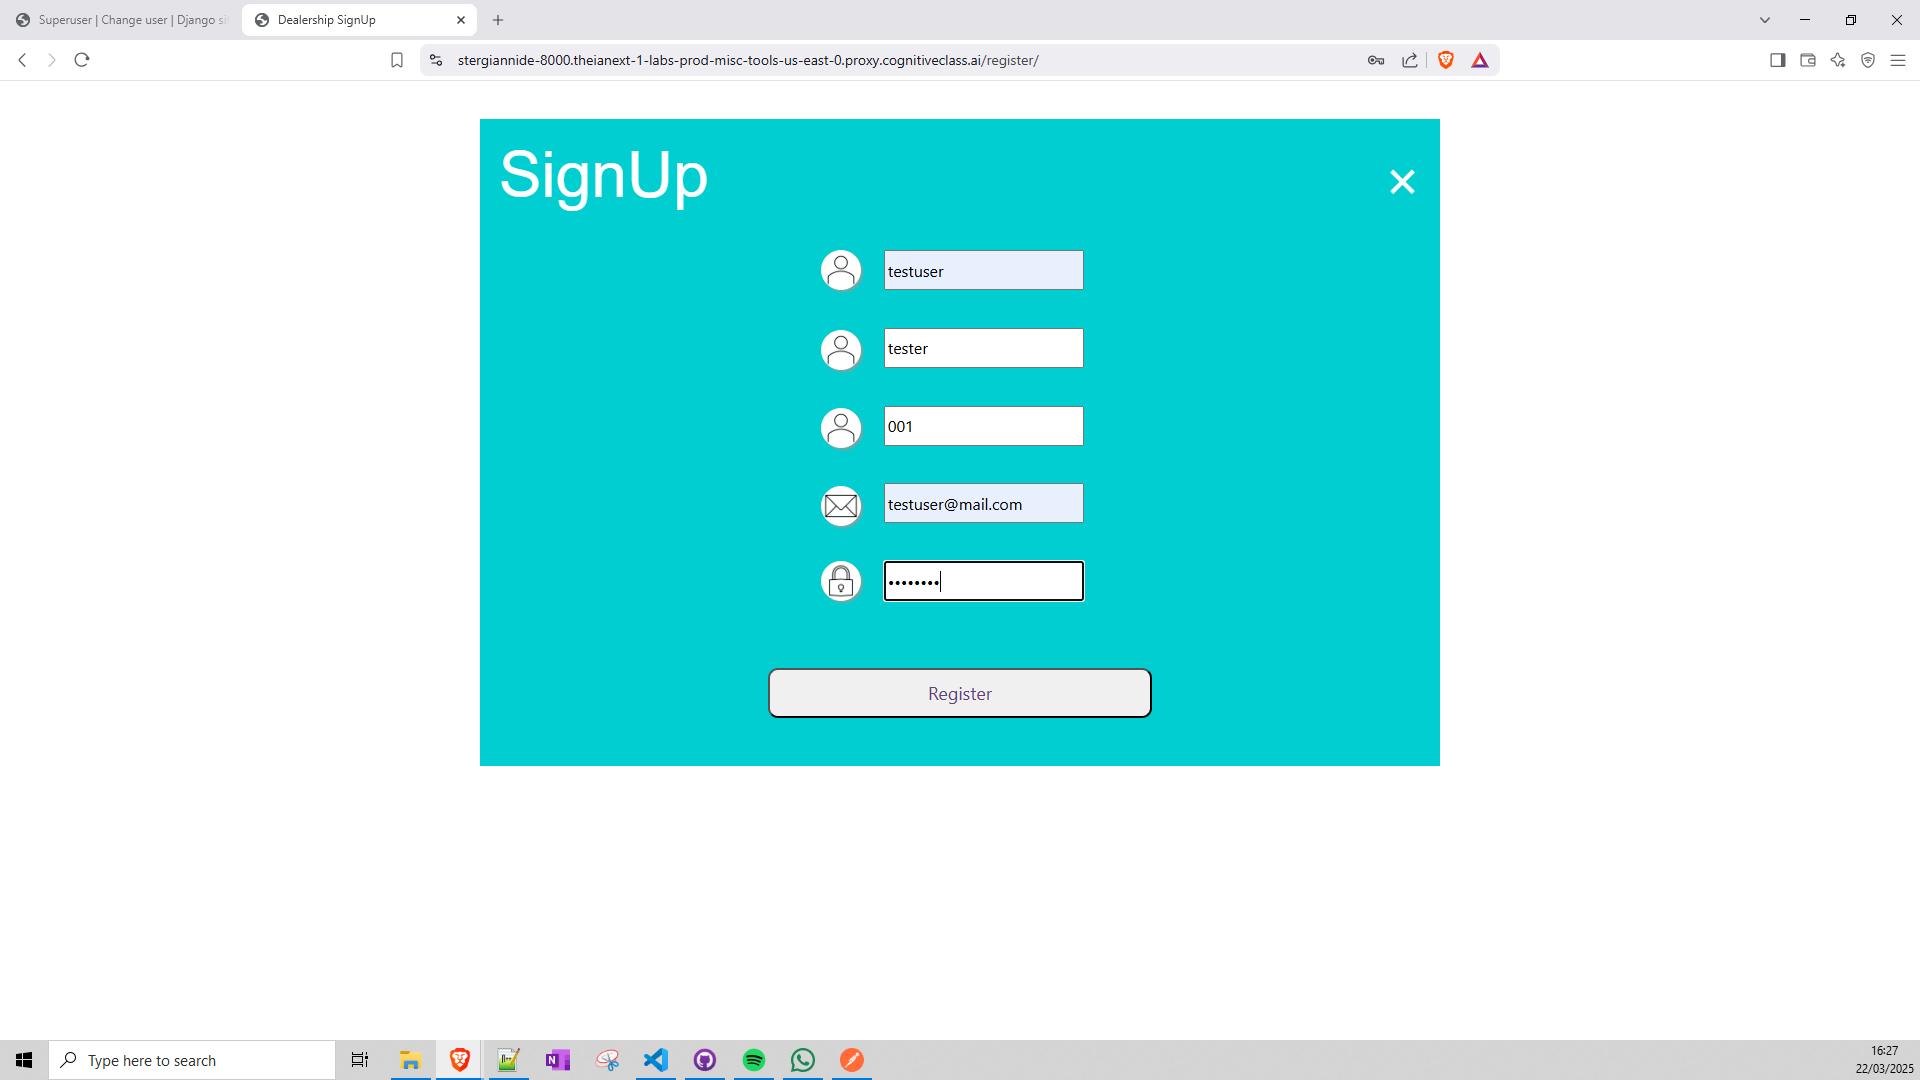 Superuser | Change user | Django si
Dealership SignUp
stergiannide-8000.theianext-1-labs-prod-misc-tools-us-east-0.proxy.cognitiveclass.ai/register/
SignUp
testuser
tester
001
testuser@mail.com
••••••••
Register
Type here to search
16:27
22/03/2025